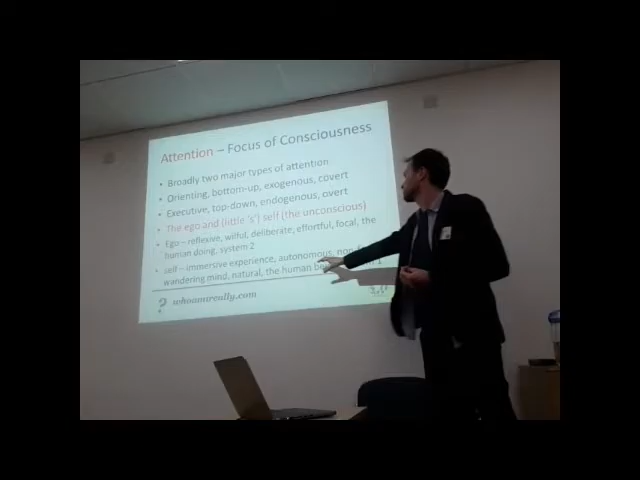 Attention – Focus of Consciousness
• Broadly two major types of attention
• Orienting, bottom-up, exogenous, covert
• Executive, top-down, endogenous, overt
• The ego and (little 's') self (the unconscious)
• Ego – reflexive, wilful, deliberate, effortful, focal, the
human doing, system 2
• self – immersive experience, autonomous,
wandering mind, natural, the human
? whoamireally.com